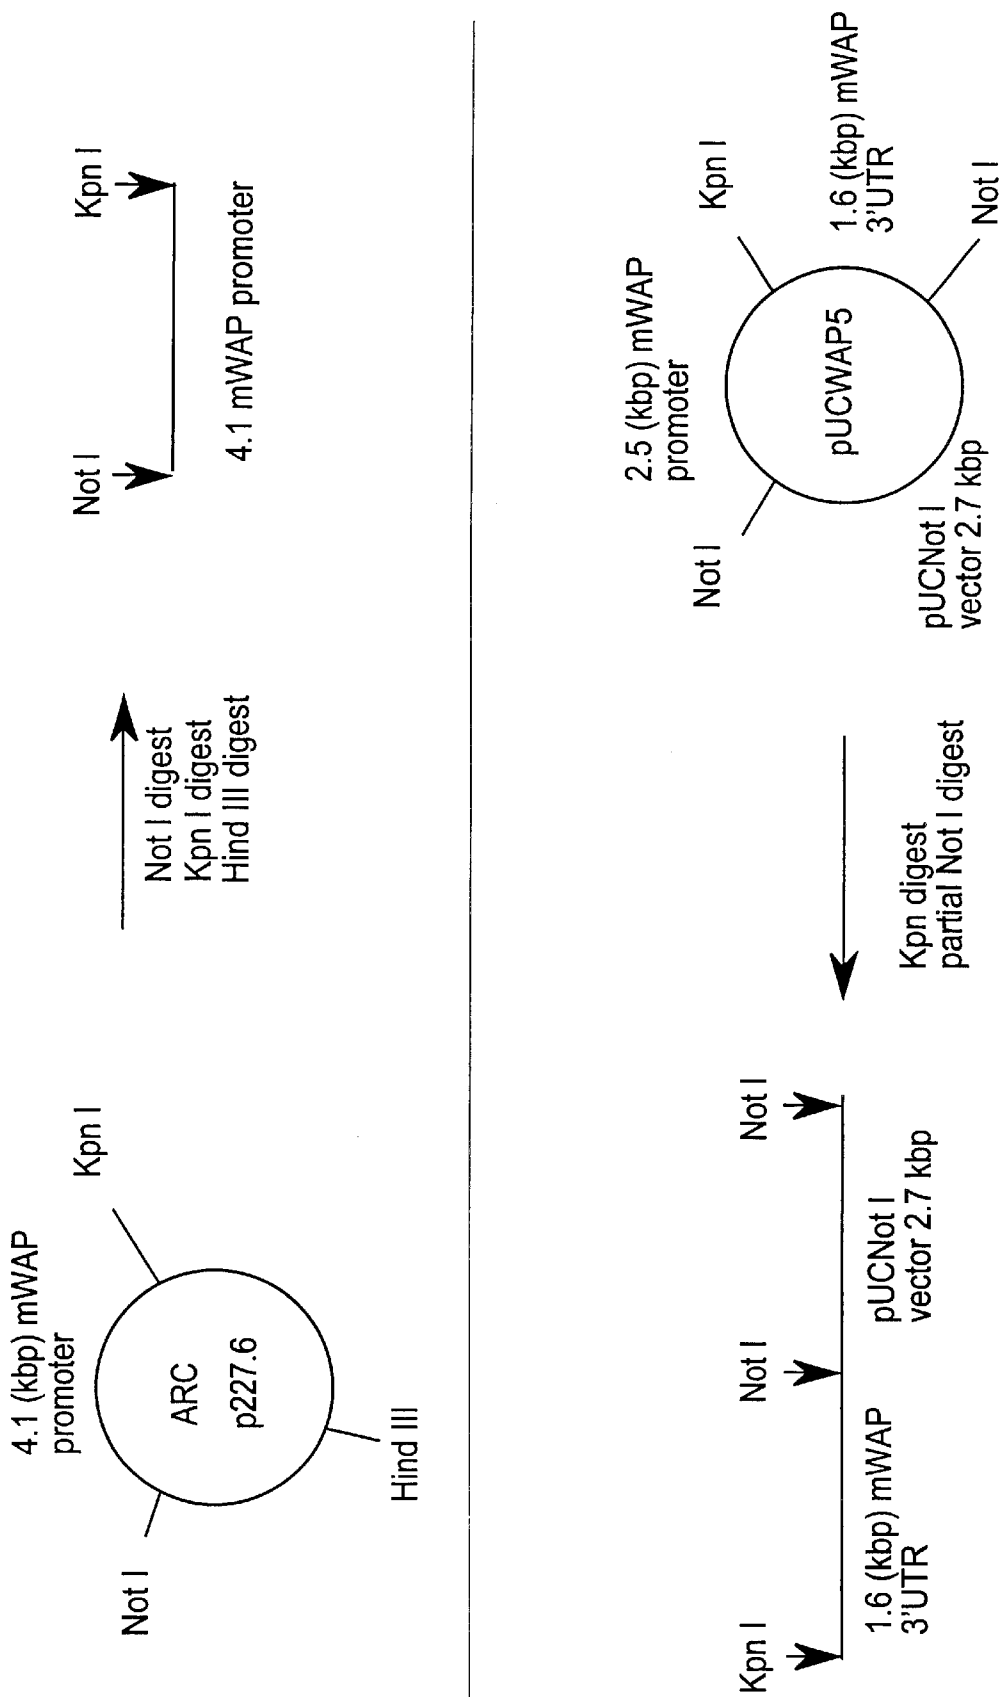 4.1 (kbp) mWAP
promoter
Not I
Kpn I
ARC
p227.6
Hind III
Not I digest
Kpn I digest
Hind III digest
Not I
Kpn I
4.1 mWAP promoter
Kpn I
Not I
Not I
1.6 (kbp) mWAP
3'UTR
pUCNot I
vector 2.7 kbp
Kpn digest
partial Not I digest
2.5 (kbp) mWAP
promoter
Not I
Kpn I
pUCWAP5
1.6 (kbp) mWAP
3'UTR
pUCNot I
vector 2.7 kbp
Not I